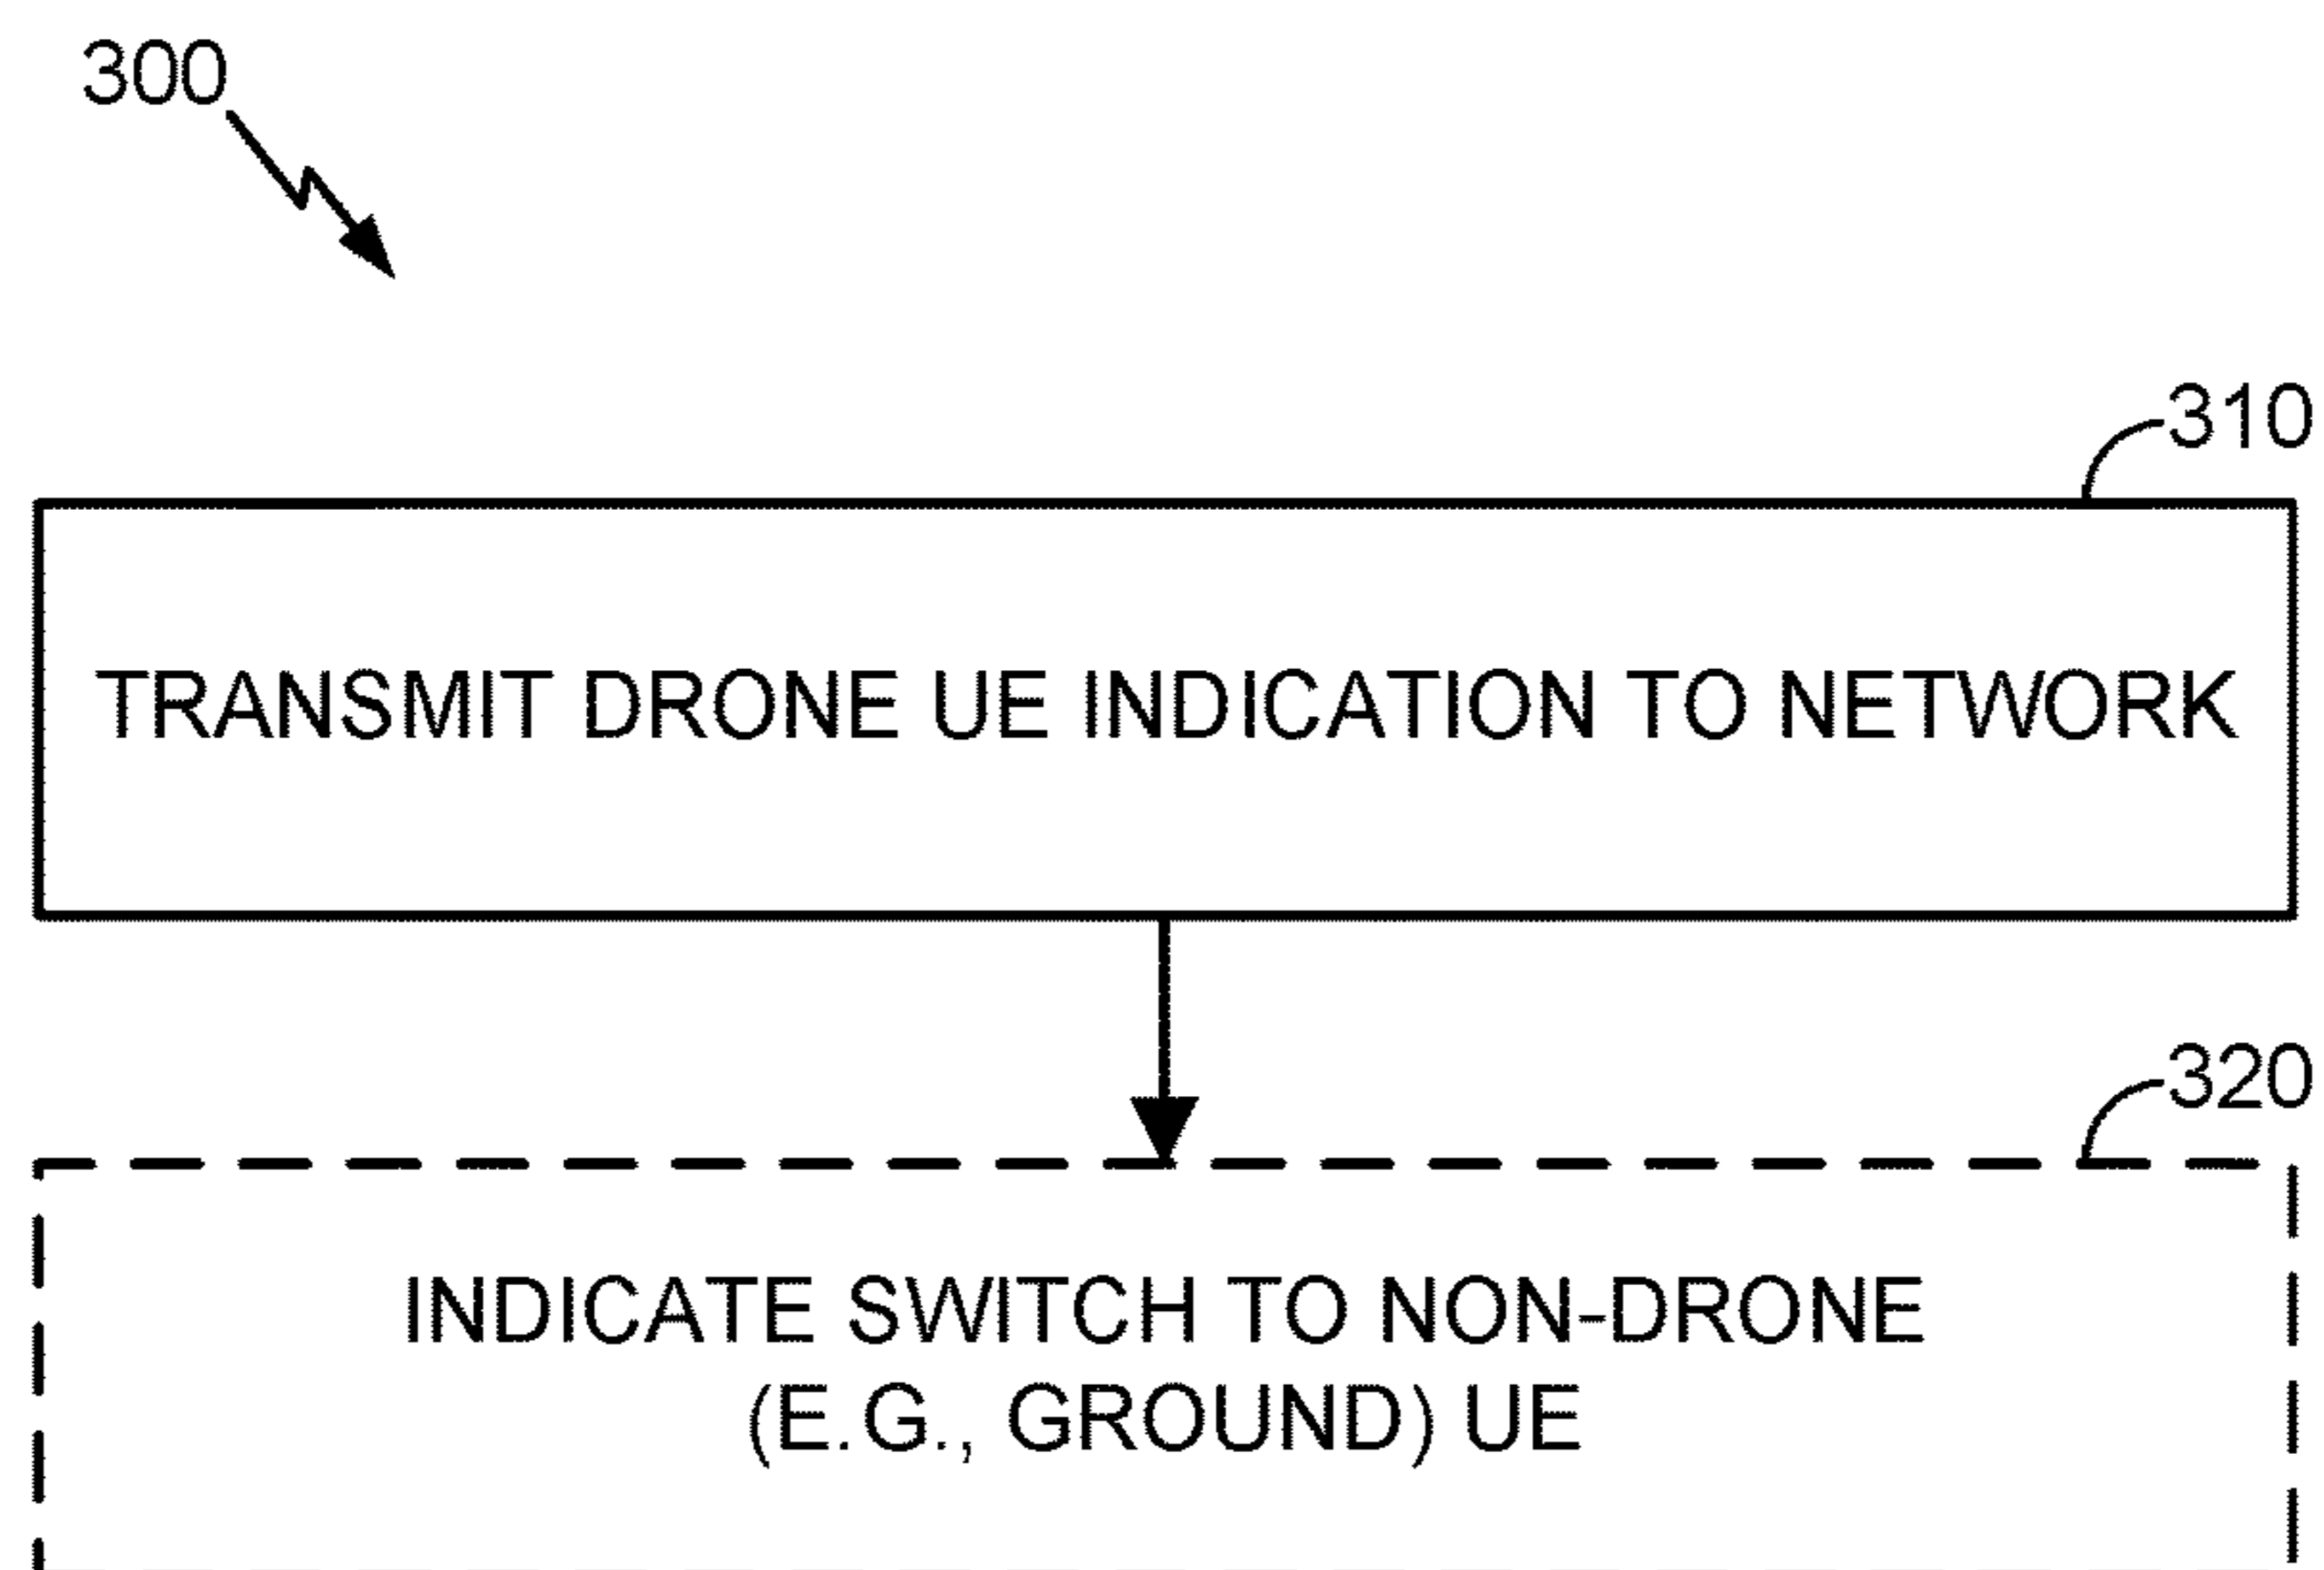 300
310
TRANSMIT DRONE UE INDICATION TO NETWORK
320
INDICATE SWITCH TO NON-DRONE
(E.G., GROUND) UE